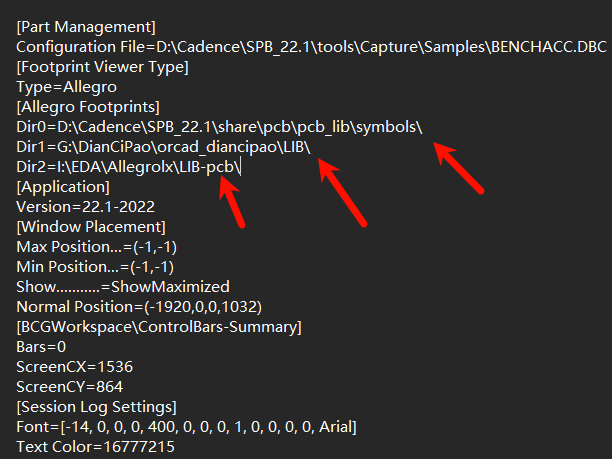 [Part Management]
Configuration File=D:\Cadence\SPB_22.1\tools\Capture\Samples\BENCHACC.DBC
[Footprint Viewer Type]
Type=Allegro
[Allegro Footprints]
Dir0=D:\Cadence\SPB_22.1\share\pcb\pcb_lib\symbols\
Dir1=G:\DianCiPao\orcad_diancipao\LIB\
Dir2=I:\EDA\Allegrolx\LIB-pcb\
[Application]
Version=22.1-2022
[Window Placement]
Max Position...=(-1,-1)
Min Position...=(-1,-1)
Show...........=ShowMaximized
Normal Position=(-1920,0,0,1032)
[BCGWorkspace\ControlBars-Summary]
Bars=0
ScreenCX=1536
ScreenCY=864
[Session Log Settings]
Font=[-14, 0, 0, 0, 400, 0, 0, 0, 1, 0, 0, 0, 0, Arial]
Text Color=16777215